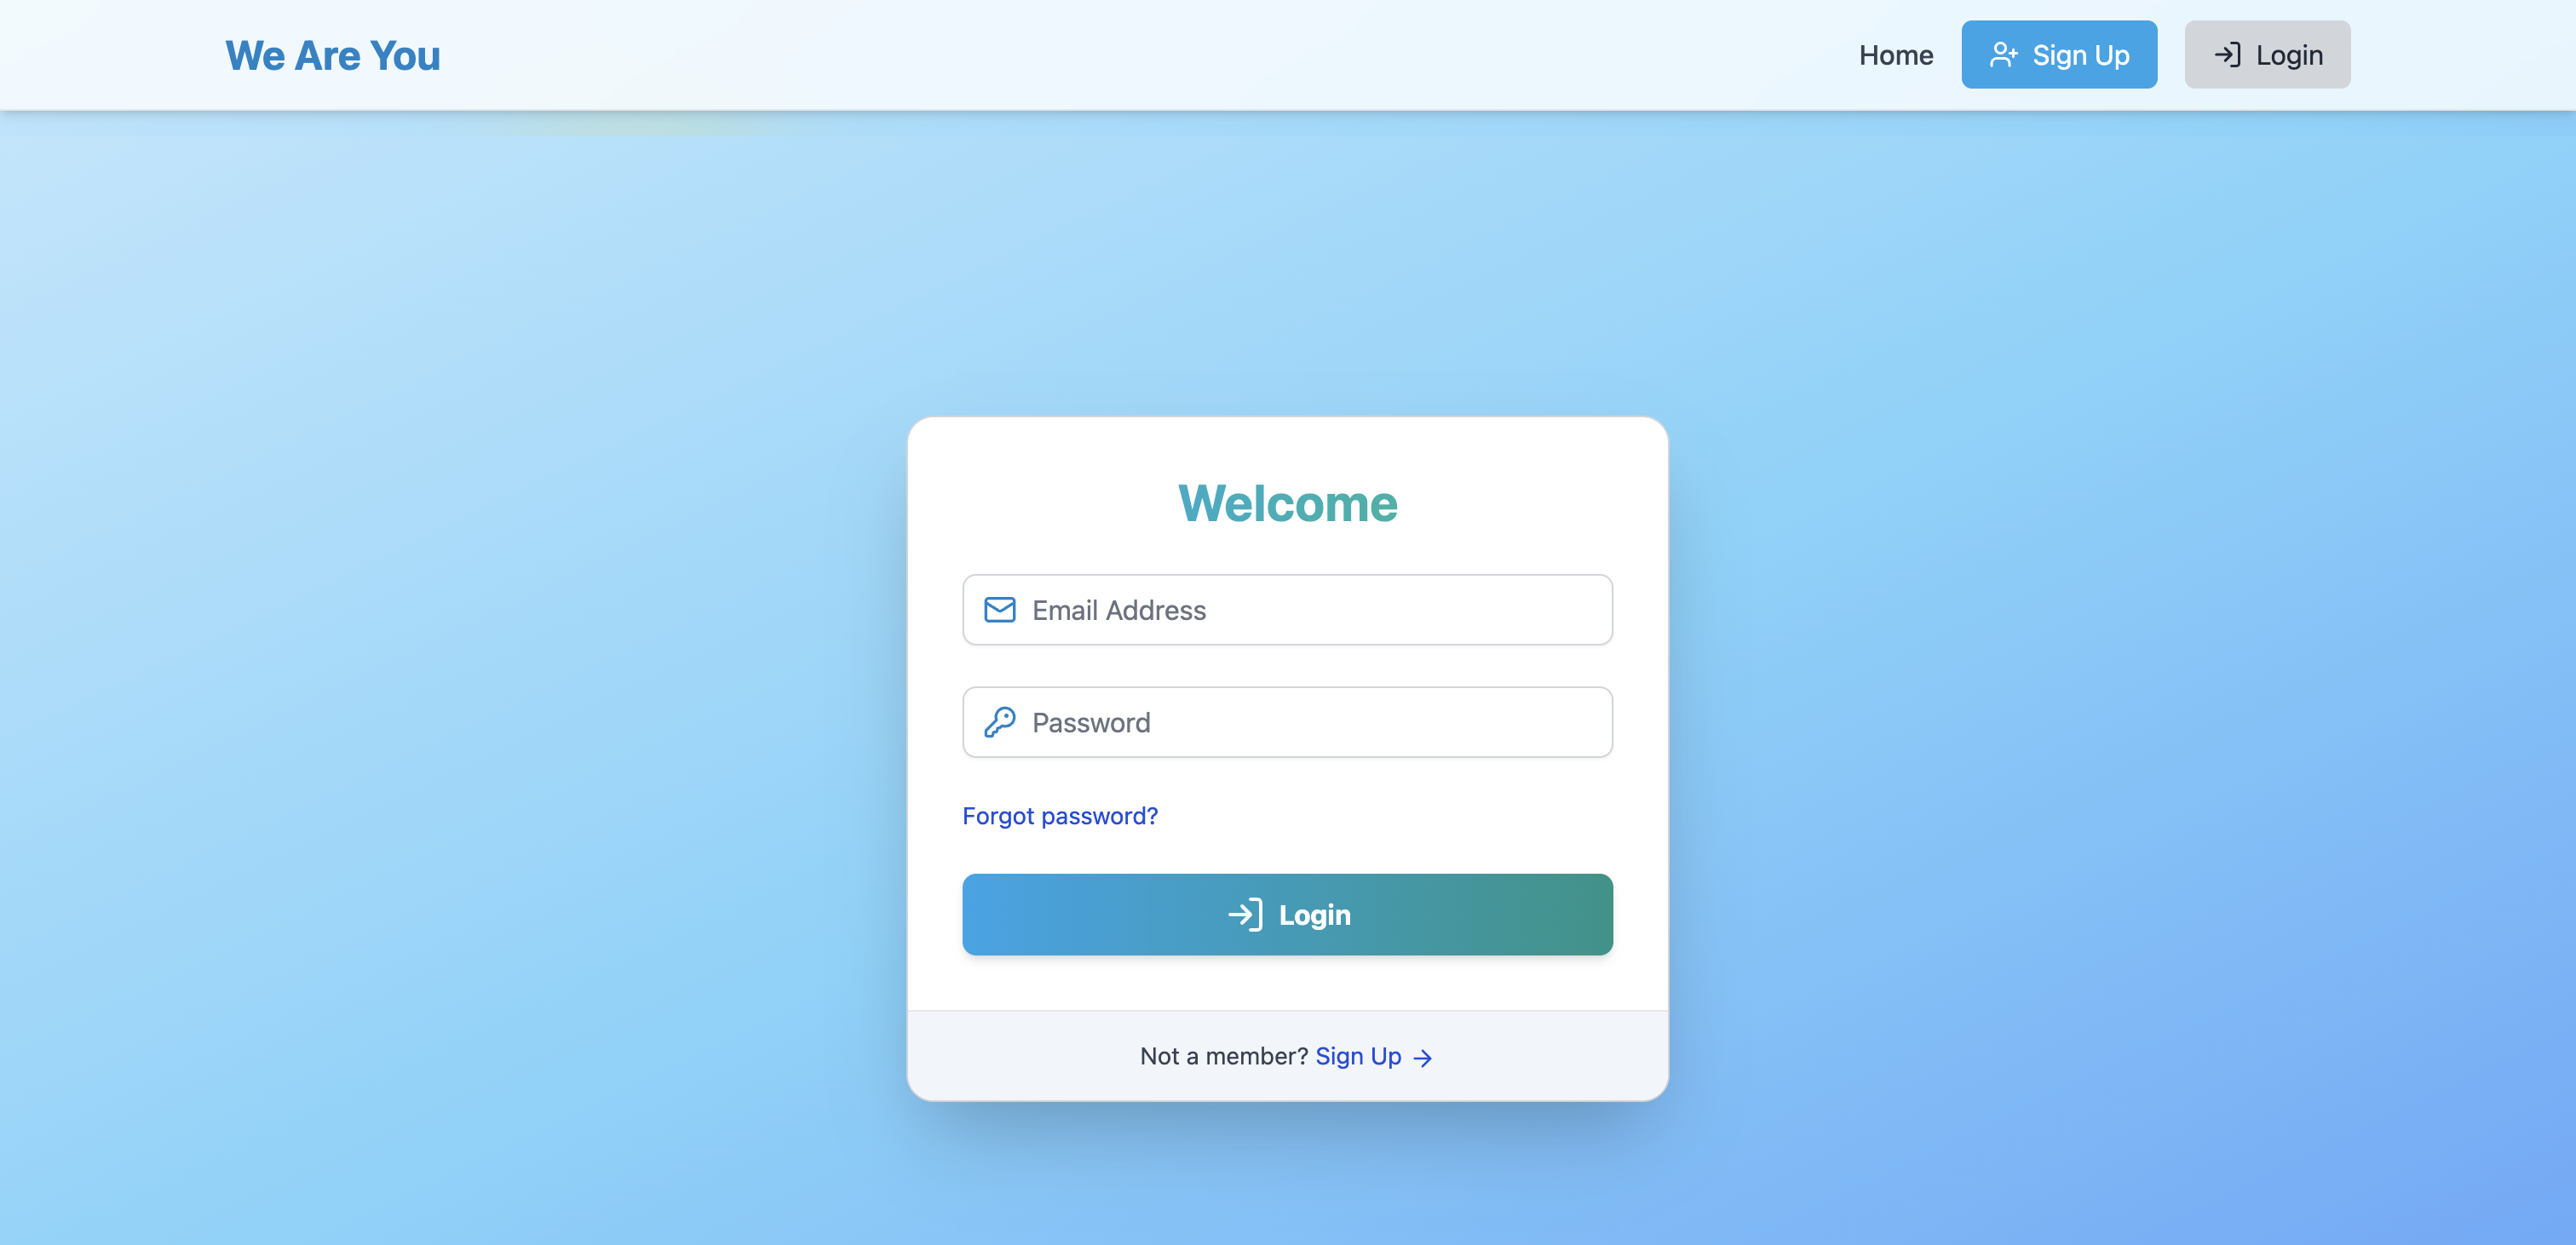 We Are You
Home
Sign Up
Login
Welcome
Email Address
Password
Forgot password?
Login
Not a member? Sign Up →